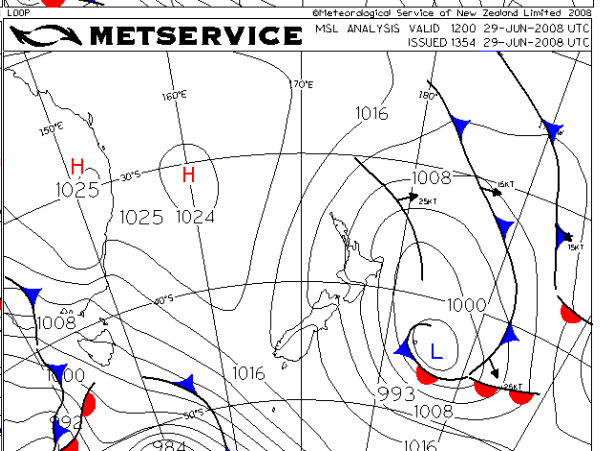 LOOP ©Meteorological Service of New Zealand Limited 2008
METSERVICE
MSL ANALYSIS VALID 1200 29-JUN-2008 UTC
ISSUED 1354 29-JUN-2008 UTC
170°E
160°E
180°
150°E
1016
H
1025
30°S
H
1008
15KT
25KT
1025
1024
15KT
40°S
1000
1008
L
1000
1016
993
25KT
1008
992
50°S
984
1016